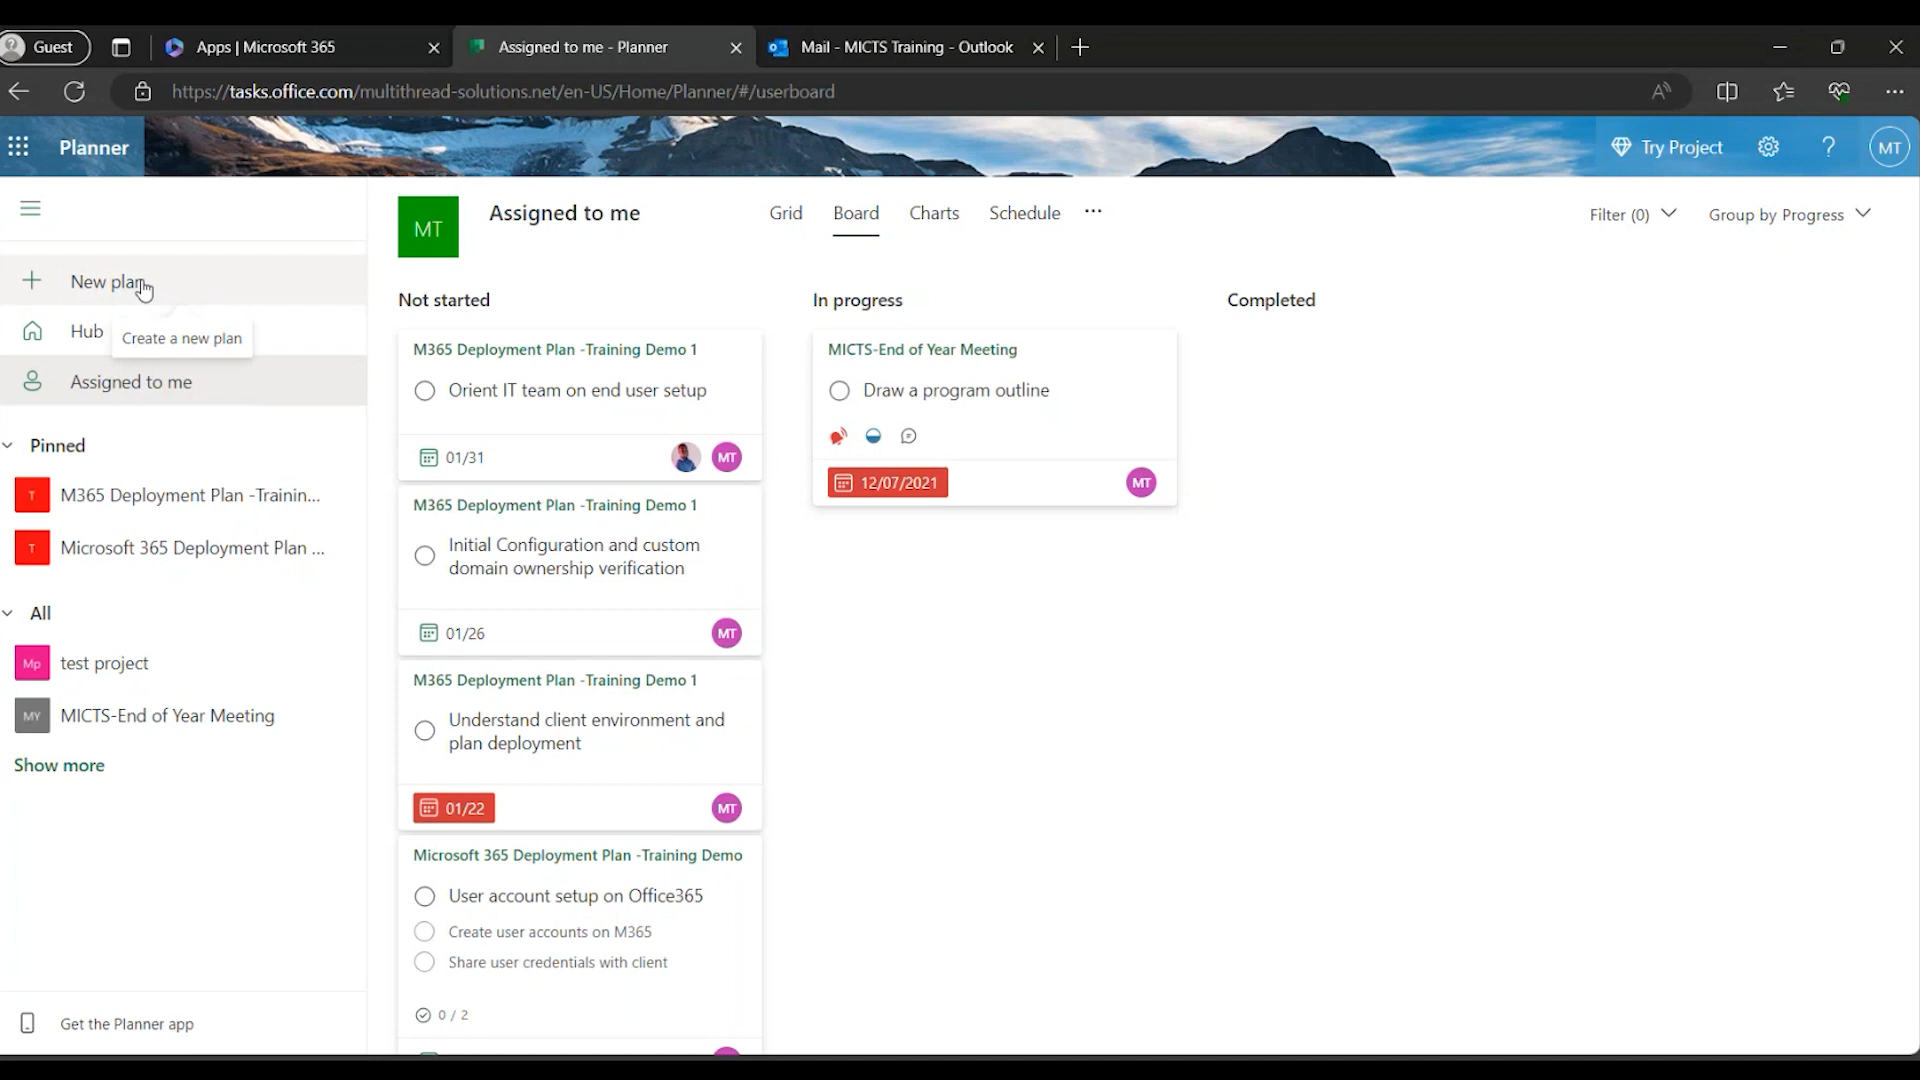 Guest
Apps | Microsoft 365
Assigned to me - Planner
Mail - MICTS Training - Outlook
https://tasks.office.com/multithread-solutions.net/en-US/Home/Planner/#/userboard
Planner
Try Project
?
MT
New plan
Hub
Create a new plan
Assigned to me
Pinned
T
M365 Deployment Plan -Trainin...
T
Microsoft 365 Deployment Plan ...
All
Mp
test project
MY
MICTS-End of Year Meeting
Show more
Get the Planner app
MT
Assigned to me
Grid
Board
Charts
Schedule
...
Filter (0)
Group by Progress
Not started
M365 Deployment Plan -Training Demo 1
Orient IT team on end user setup
01/31
MT
M365 Deployment Plan -Training Demo 1
Initial Configuration and custom
domain ownership verification
01/26
MT
M365 Deployment Plan -Training Demo 1
Understand client environment and
plan deployment
01/22
MT
Microsoft 365 Deployment Plan -Training Demo
User account setup on Office365
Create user accounts on M365
Share user credentials with client
0 / 2
In progress
MICTS-End of Year Meeting
Draw a program outline
12/07/2021
MT
Completed